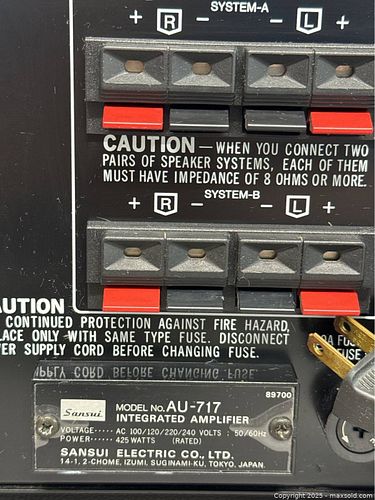 SYSTEM-A
+ R - - L +
CAUTION — WHEN YOU CONNECT TWO
PAIRS OF SPEAKER SYSTEMS, EACH OF THEM
MUST HAVE IMPEDANCE OF 8 OHMS OR MORE.
SYSTEM-B
+ R - - L +
AUTION
CONTINUED PROTECTION AGAINST FIRE HAZARD,
LACE ONLY WITH SAME TYPE FUSE. DISCONNECT
ER SUPPLY CORD BEFORE CHANGING FUSE.
FUSE
89700
Sansui
MODEL No. AU-717
INTEGRATED AMPLIFIER
VOLTAGE····· AC 100/120/220/240 VOLTS : 50/60Hz
POWER······ 425 WATTS (RATED)
SANSUI ELECTRIC CO., LTD.
14-1, 2-CHOME, IZUMI, SUGINAMI-KU, TOKYO, JAPAN.
Copyright 2025 - maxsold.com